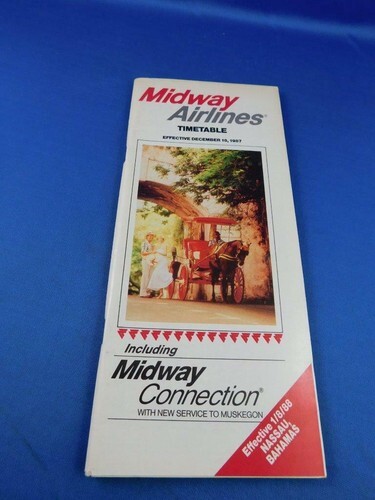 Midway
Airlines®
TIMETABLE
EFFECTIVE DECEMBER 15, 1987
Including
Midway
Connection®
WITH NEW SERVICE TO MUSKEGON
Effective 1/8/88
NASSAU,
BAHAMAS